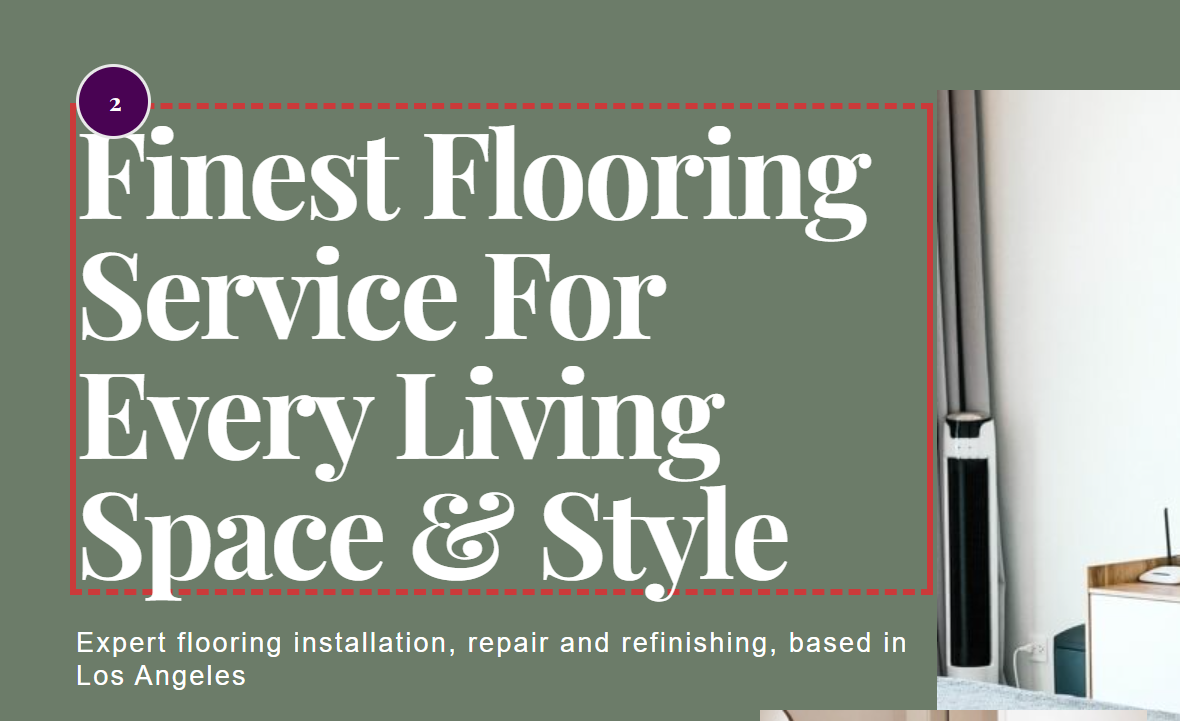 2
Finest Flooring
Service For
Every Living
Space & Style
Expert flooring installation, repair and refinishing, based in
Los Angeles